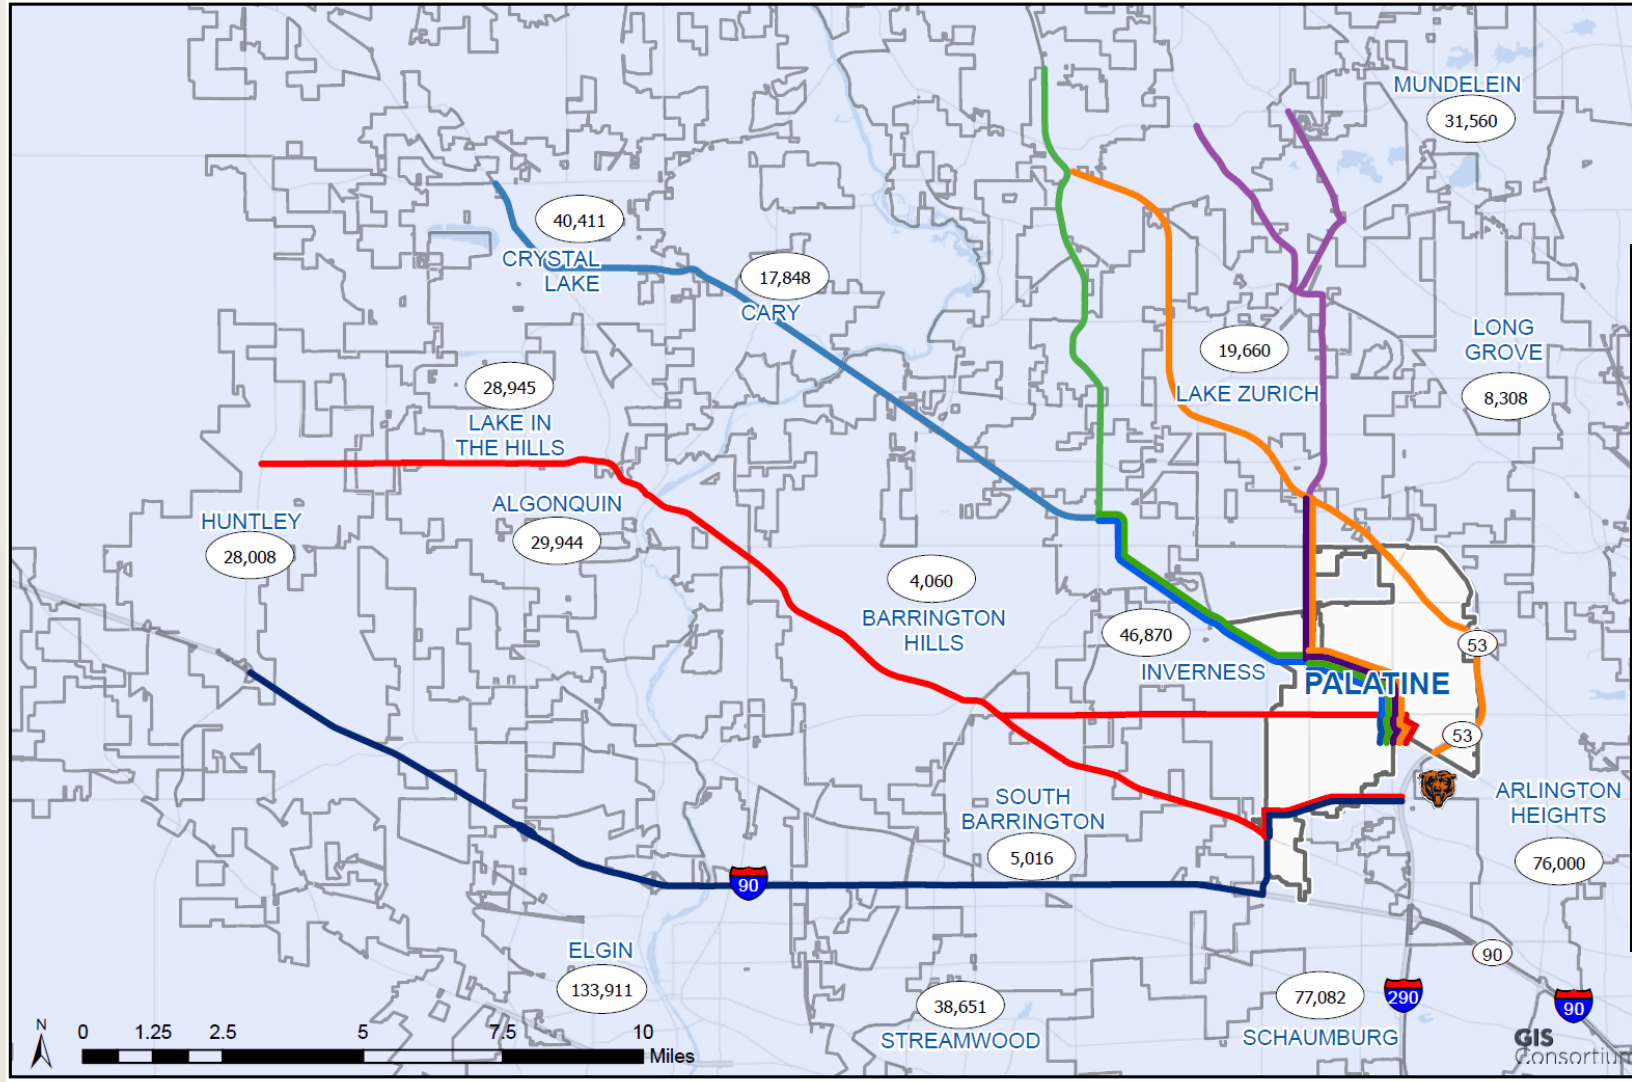 MUNDELEIN
31,560
40,411
CRYSTAL
LAKE
17,848
CARY
LONG
GROVE
8,308
19,660
LAKE ZURICH
28,945
LAKE IN
THE HILLS
ALGONQUIN
29,944
HUNTLEY
28,008
4,060
BARRINGTON
HILLS
46,870
INVERNESS
PALATINE
53
53
SOUTH
BARRINGTON
5,016
ARLINGTON
HEIGHTS
76,000
90
ELGIN
133,911
38,651
STREAMWOOD
77,082
SCHAUMBURG
290
90
90
N
0 1.25 2.5 5 7.5 10
Miles
GIS
Consortium